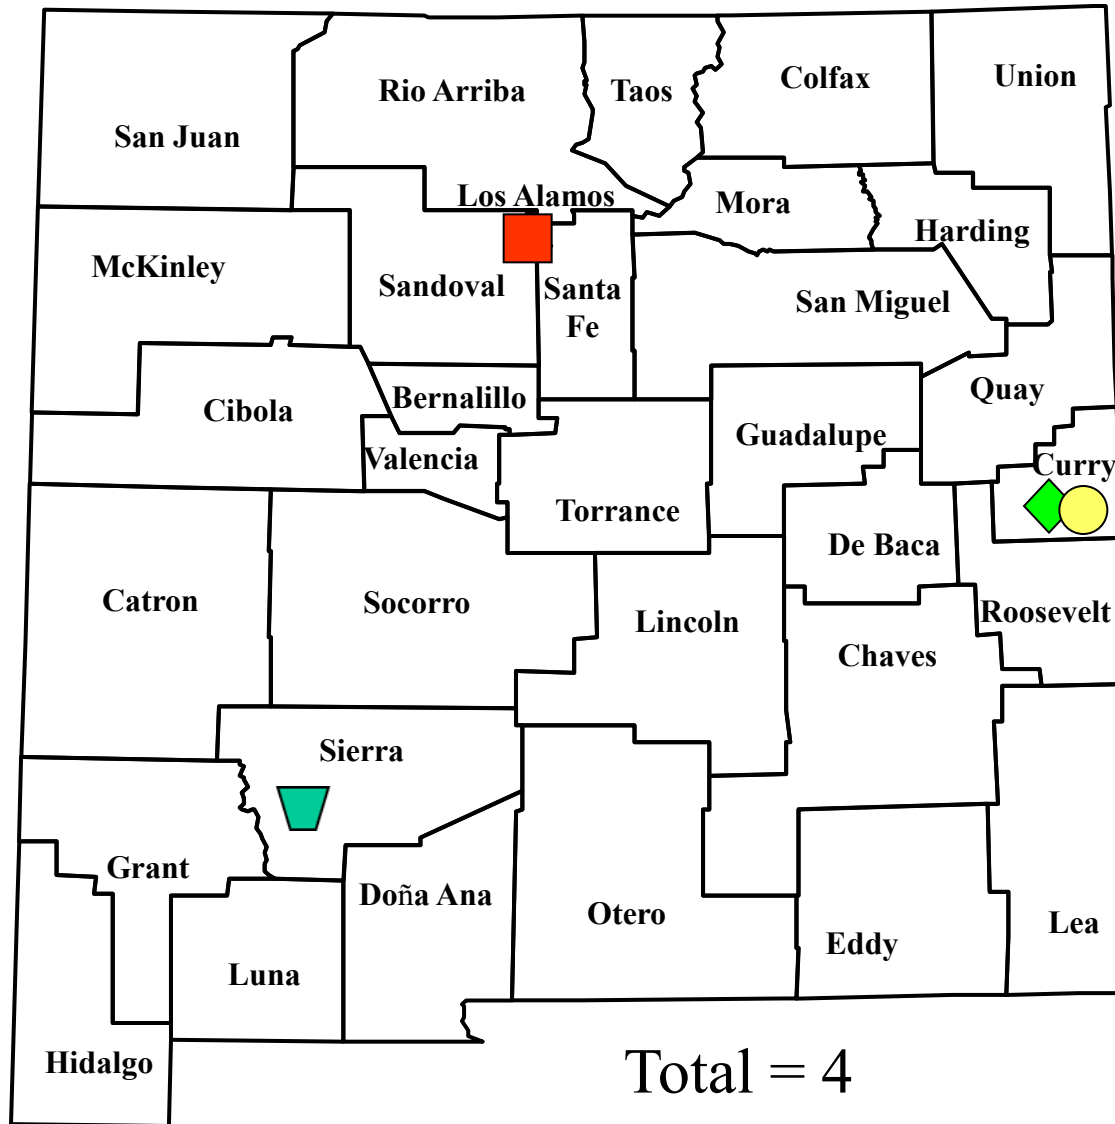 Rio Arriba
Taos
Colfax
Union
San Juan
Los Alamos
Mora
Harding
McKinley
Sandoval
Santa
Fe
San Miguel
Quay
Cibola
Bernalillo
Guadalupe
Valencia
Curry
Torrance
De Baca
Catron
Socorro
Lincoln
Roosevelt
Chaves
Sierra
Grant
Doña Ana
Otero
Eddy
Lea
Luna
Hidalgo
Total = 4